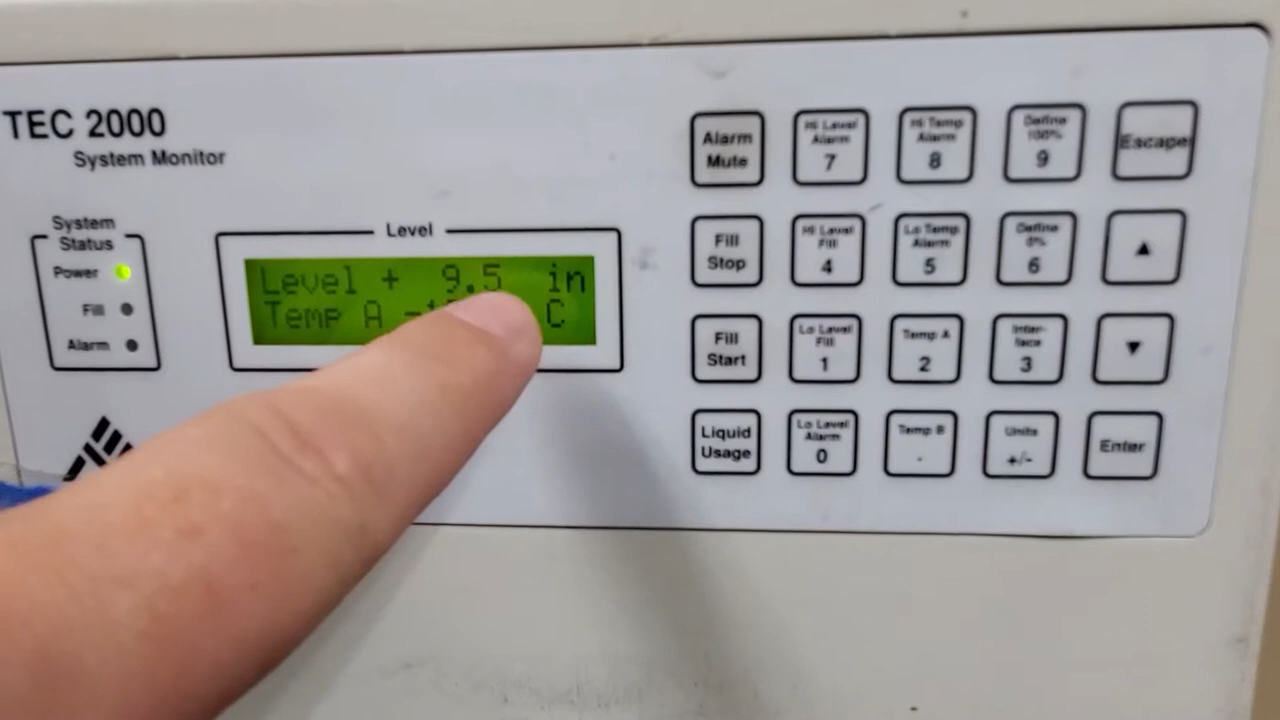 TEC 2000
System Monitor
System
Status
Power
Fill
Alarm
Level
Level + 9.5 in
Temp A C
Alarm
Mute
Hi Level
Alarm
7
Hi Temp
Alarm
8
Define
100%
9
Escape
Fill
Stop
Hi Level
Fill
4
Lo Temp
Alarm
5
Define
0%
6
▲
Fill
Start
Lo Level
Fill
1
Temp A
2
Inter-
face
3
▼
Liquid
Usage
Lo Level
Alarm
0
Temp B
.
Units
+/-
Enter